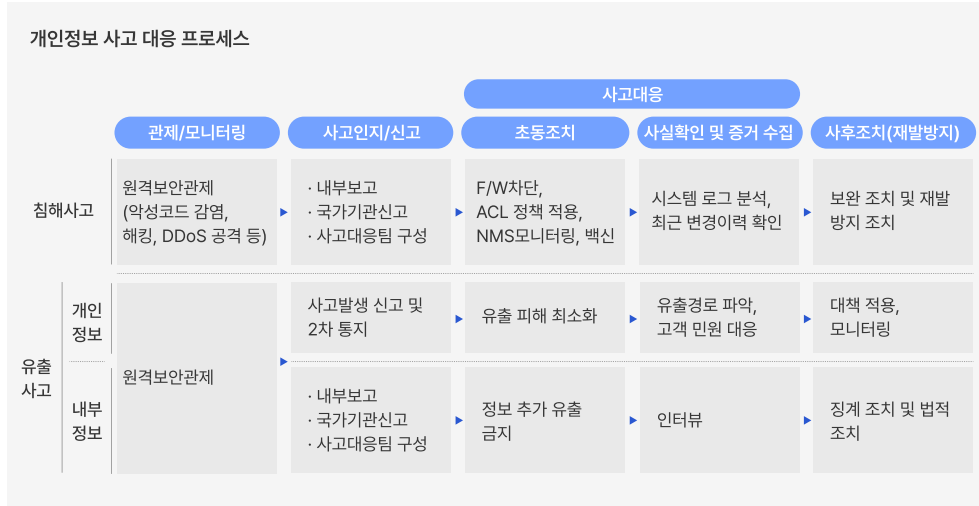 개인정보 사고 대응 프로세스
사고대응
관제/모니터링
사고인지/신고
초동조치
사실확인 및 증거 수집
사후조치(재발방지)
침해사고
원격보안관제
(악성코드 감염,
해킹, DDoS 공격 등)
· 내부보고
· 국가기관신고
· 사고대응팀 구성
F/W차단,
ACL 정책 적용,
NMS모니터링, 백신
시스템 로그 분석,
최근 변경이력 확인
보완 조치 및 재발
방지 조치
유출
사고
개인
정보
원격보안관제
사고발생 신고 및
2차 통지
유출 피해 최소화
유출경로 파악,
고객 민원 대응
대책 적용,
모니터링
내부
정보
· 내부보고
· 국가기관신고
· 사고대응팀 구성
정보 추가 유출
금지
인터뷰
징계 조치 및 법적
조치